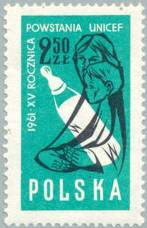 1961 · XV ROCZNICA
POWSTANIA UNICEF
2 50
ZŁ
POLSKA